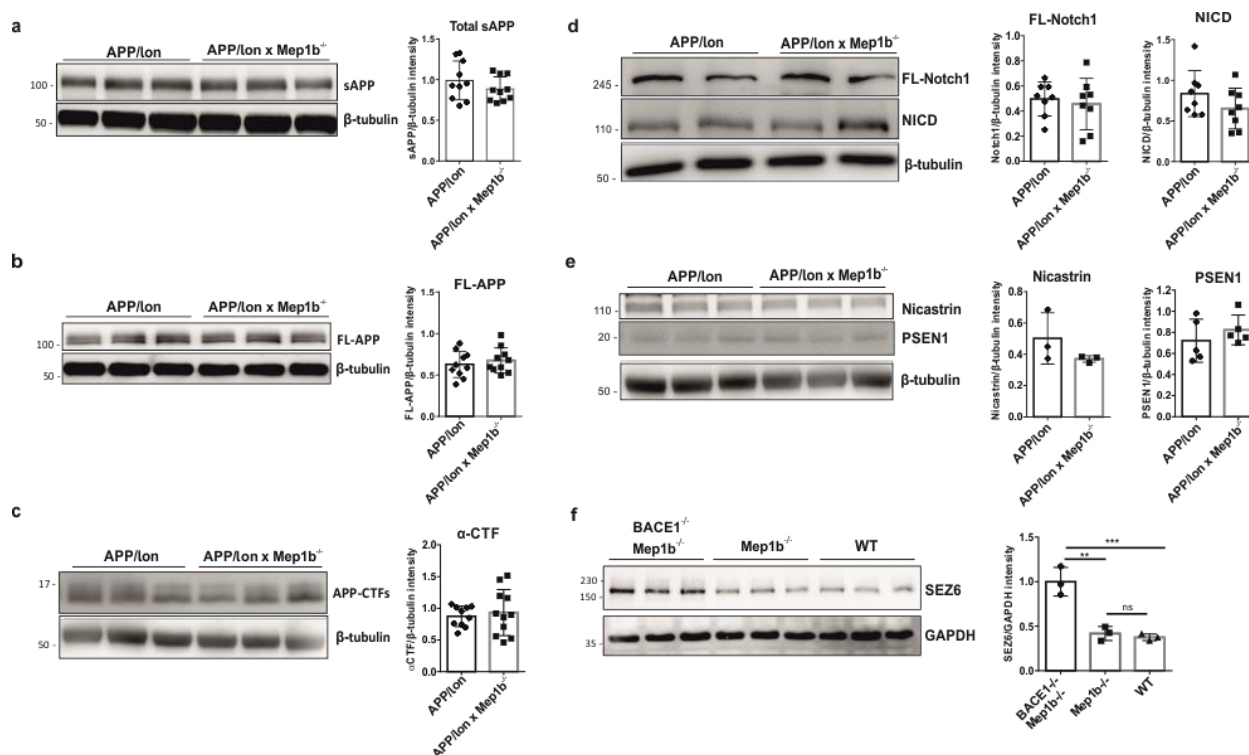 a
APP/lon
APP/lon x Mep1b-/-
100 -
sAPP
50 -
β-tubulin
Total sAPP
sAPP/β-tubulin intensity
1.5
1.0
0.5
0.0
APP/lon
APP/lon x Mep1b-/-
b
APP/lon
APP/lon x Mep1b-/-
100 -
FL-APP
50 -
β-tubulin
FL-APP
FL-APP/β-tubulin intensity
1.5
1.0
0.5
0.0
APP/lon
APP/lon x Mep1b-/-
c
APP/lon
APP/lon x Mep1b-/-
17 -
APP-CTFs
50 -
β-tubulin
α-CTF
αCTF/β-tubulin intensity
2.0
1.5
1.0
0.5
0.0
APP/lon
APP/lon x Mep1b-/-
d
APP/lon
APP/lon x Mep1b-/-
245 -
FL-Notch1
110 -
NICD
50 -
β-tubulin
FL-Notch1
Notch1/β-tubulin intensity
1.0
0.8
0.6
0.4
0.2
0.0
APP/lon
APP/lon x Mep1b-/-
NICD
NICD/β-tubulin intensity
1.5
1.0
0.5
0.0
APP/lon
APP/lon x Mep1b-/-
e
APP/lon
APP/lon x Mep1b-/-
110 -
Nicastrin
20 -
PSEN1
50 -
β-tubulin
Nicastrin
Nicastrin/β-tubulin intensity
0.8
0.6
0.4
0.2
0.0
APP/lon
APP/lon x Mep1b-/-
PSEN1
PSEN1/β-tubulin intensity
1.2
1.0
0.8
0.6
0.4
0.2
0.0
APP/lon
APP/lon x Mep1b-/-
f
BACE1-/-
Mep1b-/-
Mep1b-/-
WT
230 -
150 -
SEZ6
35 -
GAPDH
SEZ6/GAPDH intensity
1.5
1.0
0.5
0.0
***
**
ns
BACE1-/-
Mep1b-/-
Mep1b-/-
WT